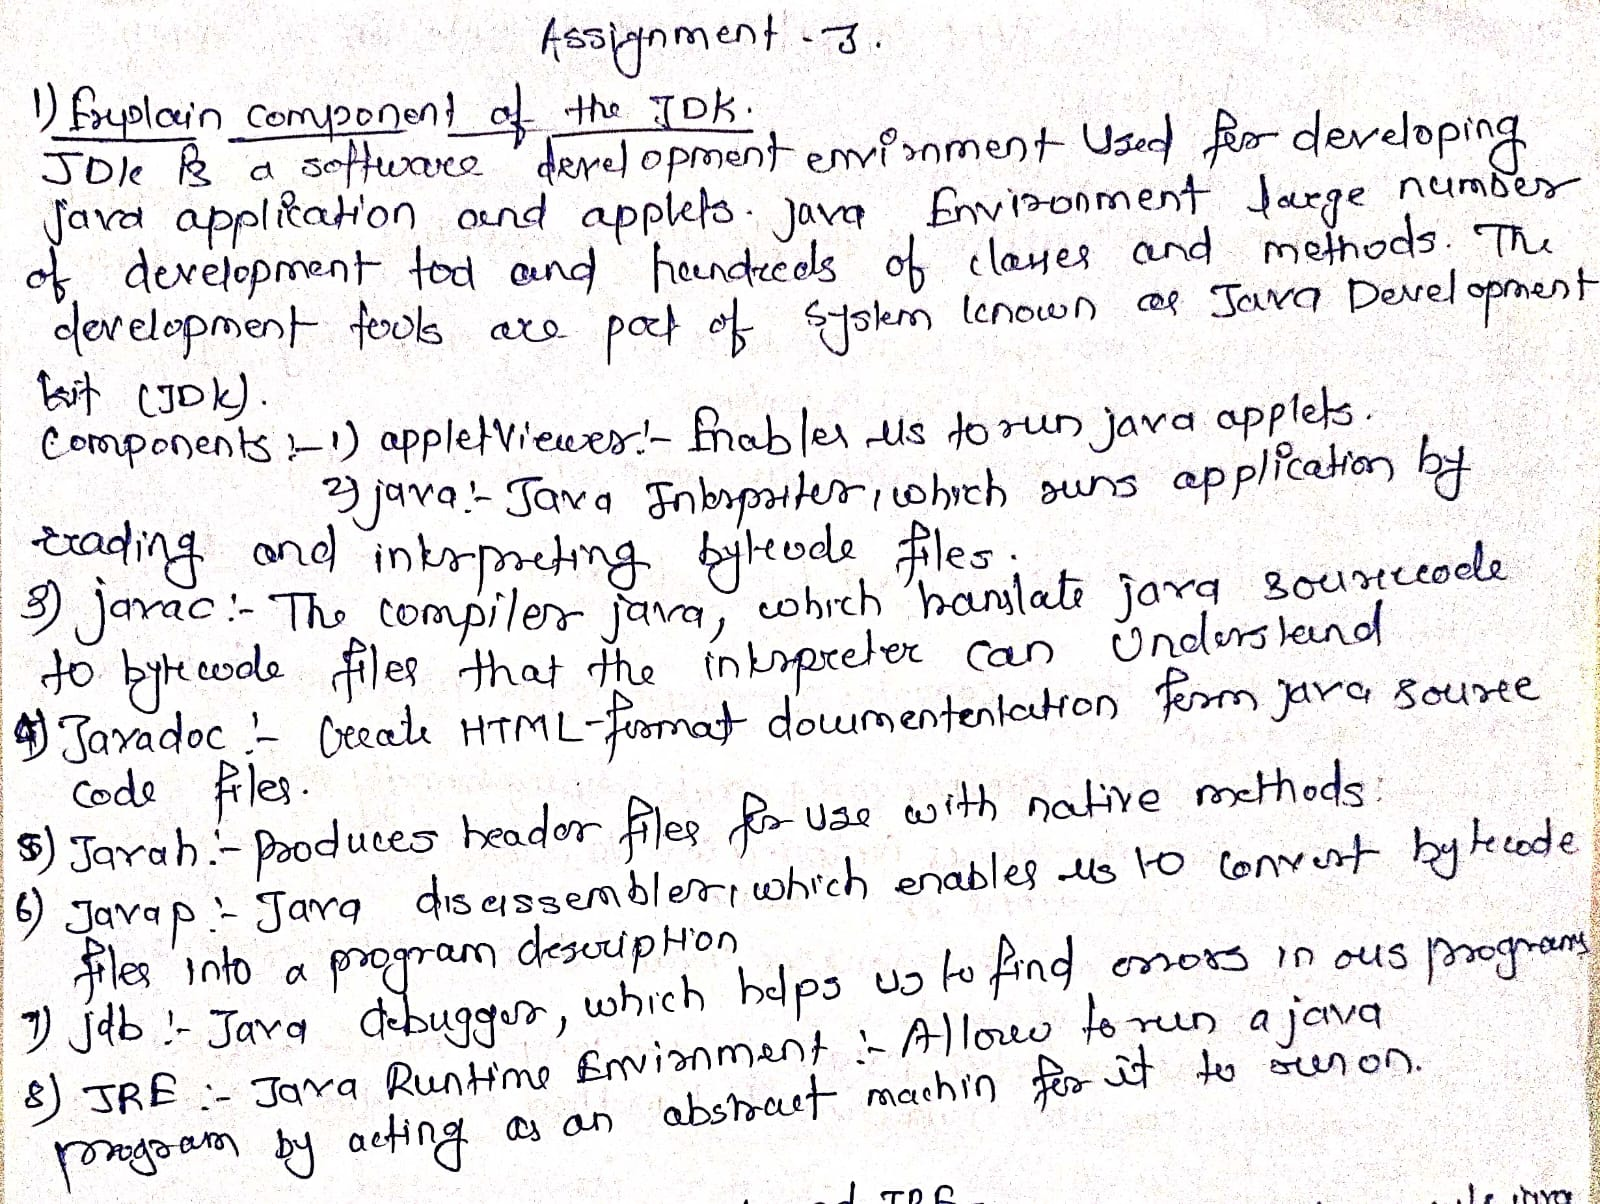 Assignment - 3.
1) Explain component of the JDK.
JDK is a software development envionment Used for developing
java application and applets. java Environment large number
of development tool and hundreds of classes and methods. The
development tools are part of system known as Java Development
kit (JDK).
Components :- 1) appletViewer :- Enables us to run java applets.
2) java :- Java Interpriter, which runs application by
reading and interpreting bytecode files.
3) javac :- The compiler java, which translate java sourcecode
to bytecode files that the interpreter can Understand
4) Javadoc :- Create HTML-format documententation form java source
code files.
5) Javah :- produces header files for use with native methods.
6) Javap :- Java disassembler, which enables us to convert bytecode
files into a program description
7) jdb :- Java debugger, which helps us to find errors in our programs
8) JRE :- Java Runtime Envionment :- Allow to run a java
program by acting as an abstract machin for it to run on.
JRE